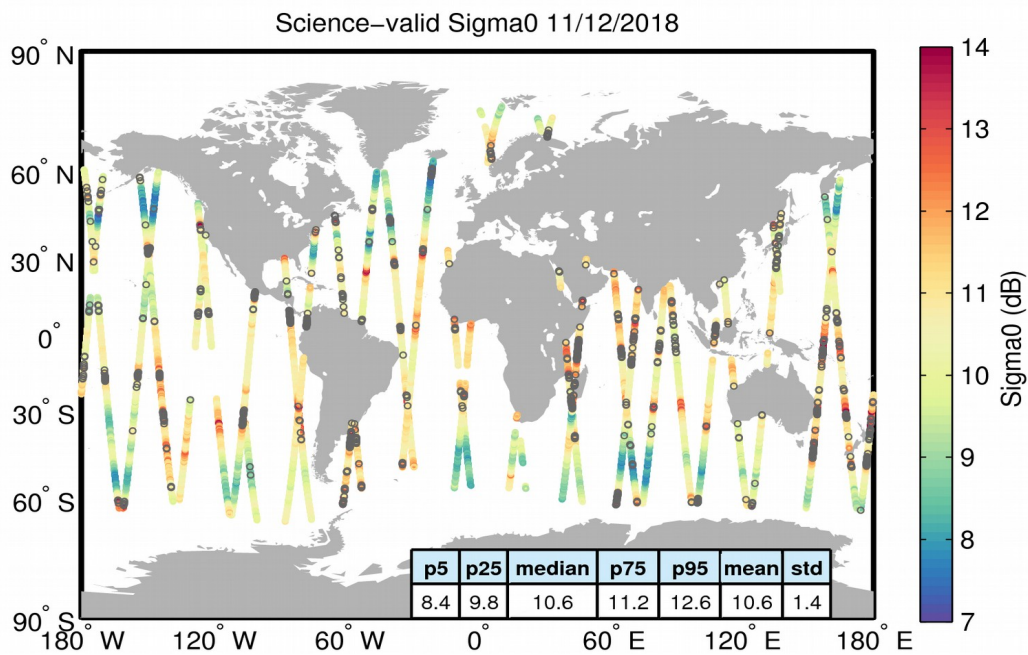 Science−valid Sigma0 11/12/2018
90° N
60° N
30° N
0°
30° S
60° S
90° S
180° W
120° W
60° W
0°
60° E
120° E
180° E
p5 p25 median p75 p95 mean std
8.4 9.8 10.6 11.2 12.6 10.6 1.4
14
13
12
11
10
9
8
7
Sigma0 (dB)